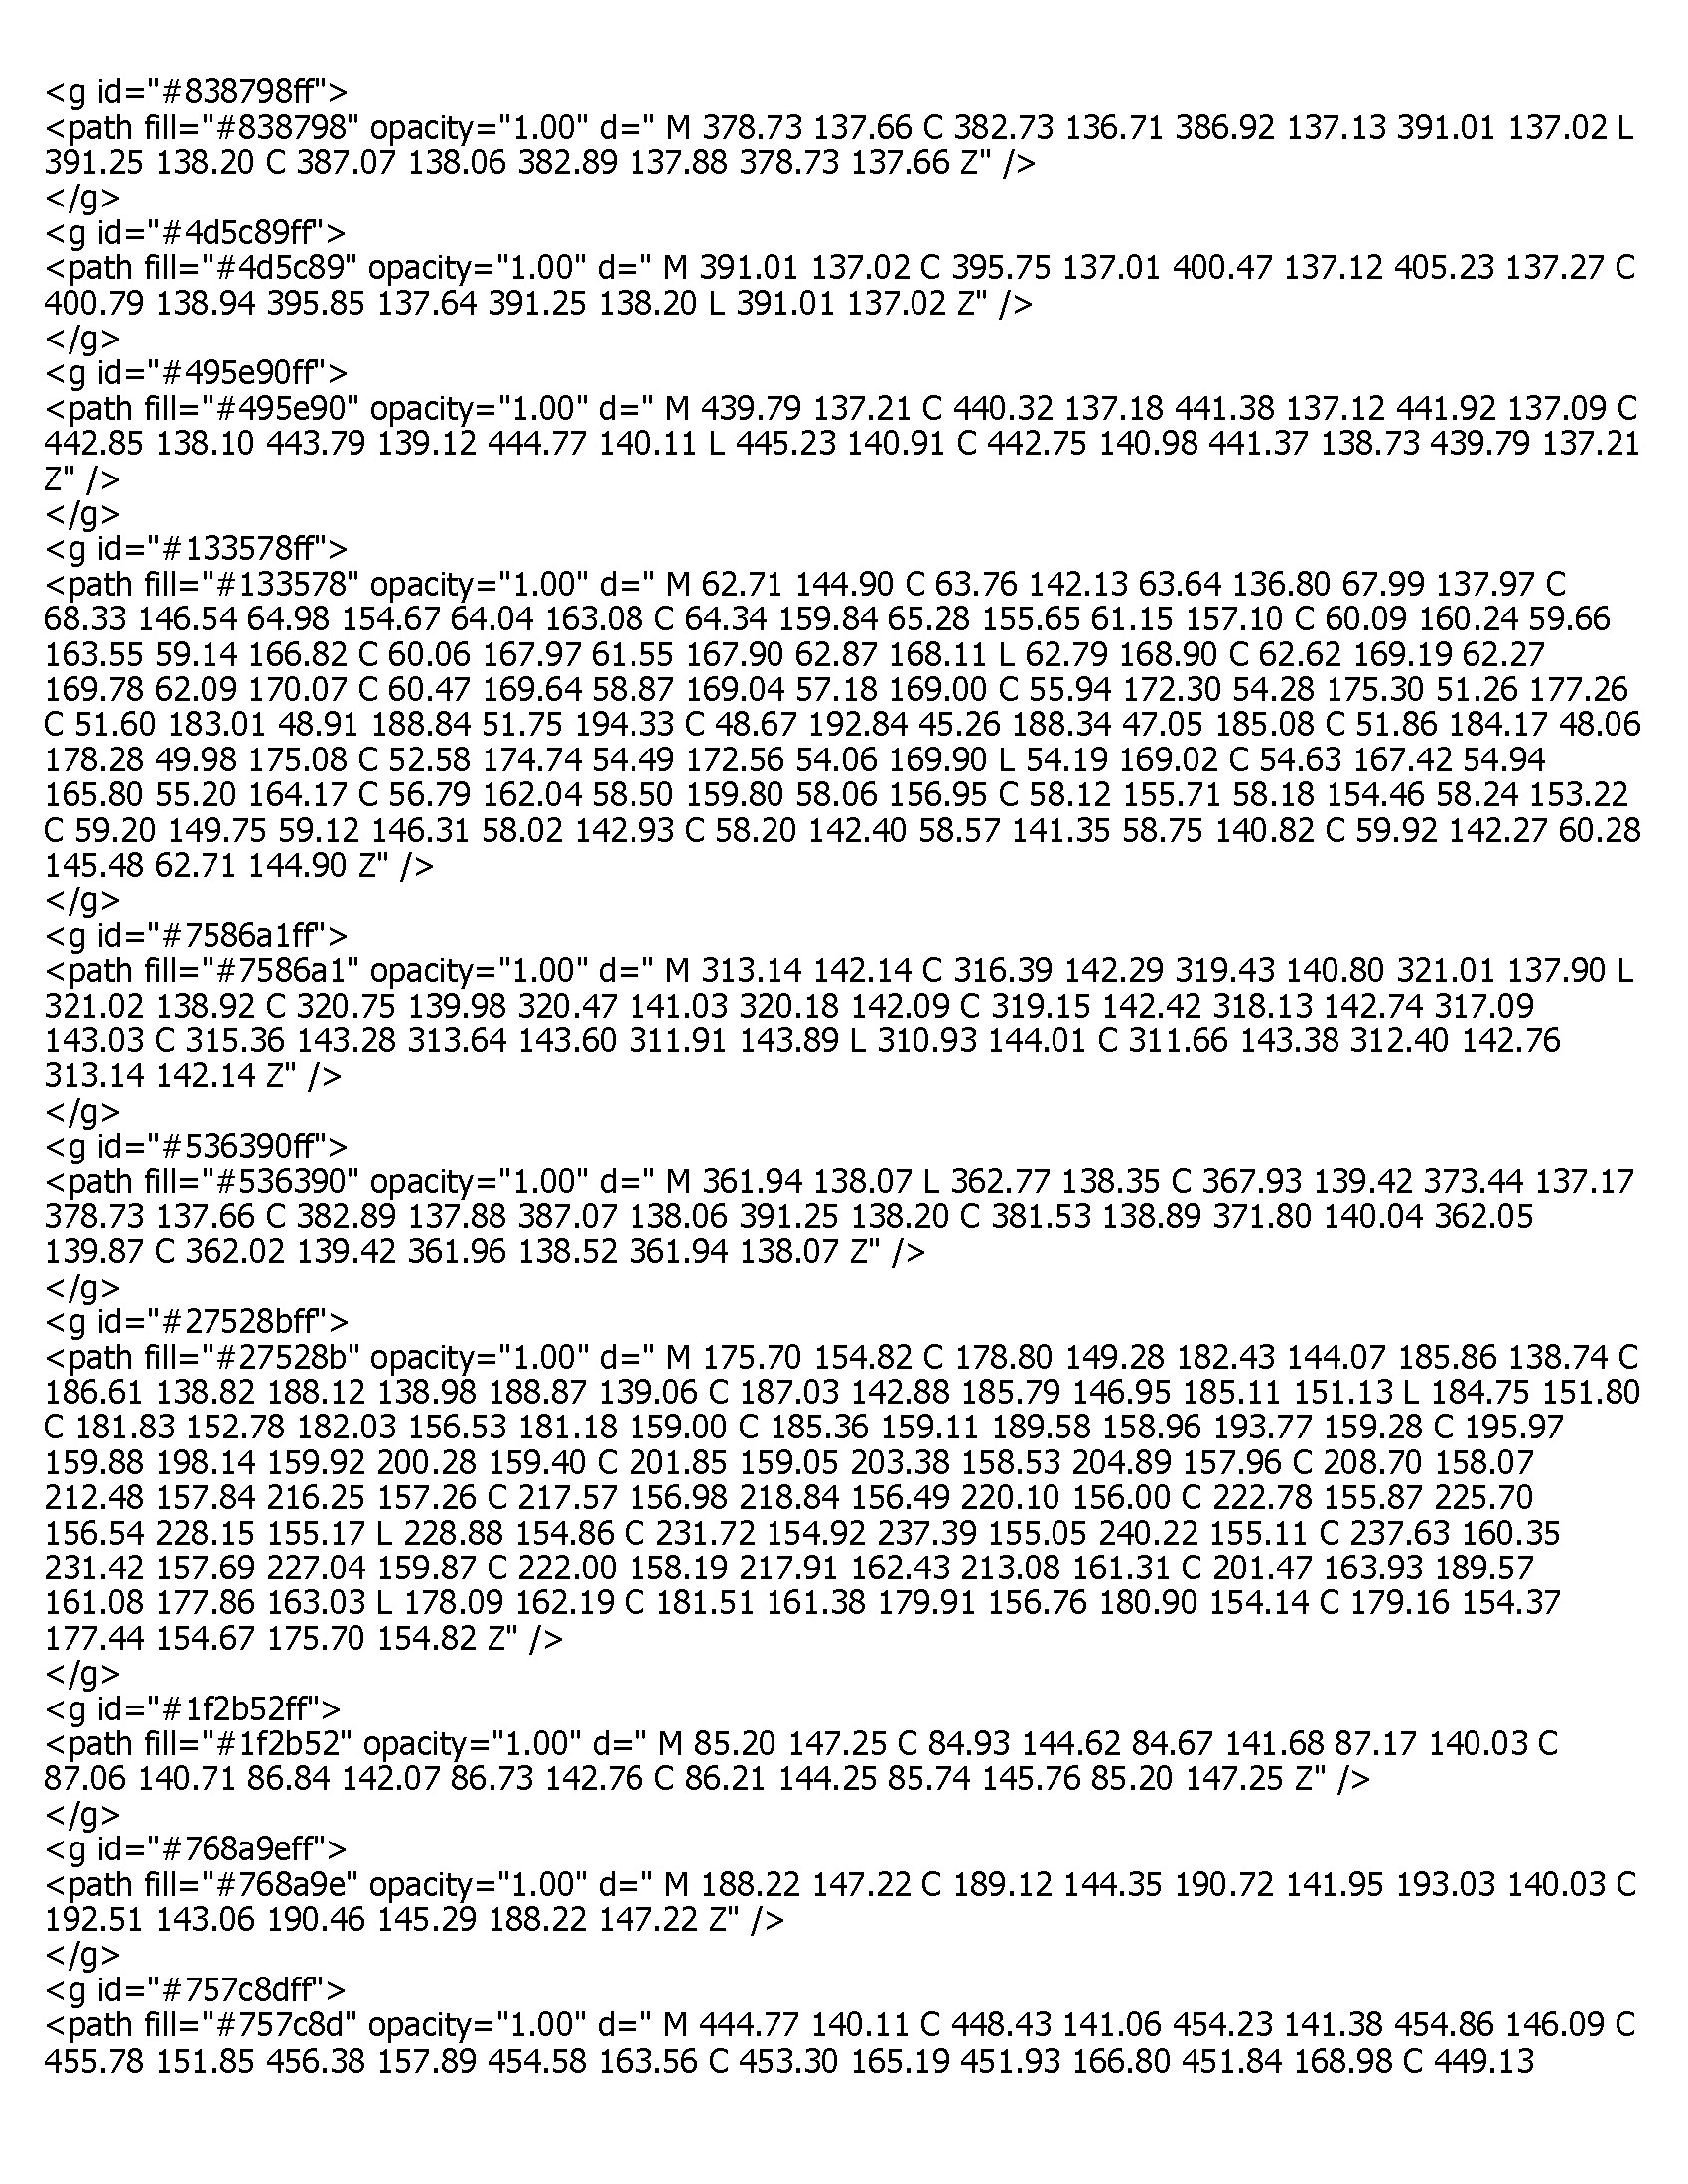 <g id="#838798ff">
<path fill="#838798" opacity="1.00" d=" M 378.73 137.66 C 382.73 136.71 386.92 137.13 391.01 137.02 L
391.25 138.20 C 387.07 138.06 382.89 137.88 378.73 137.66 Z" />
</g>
<g id="#4d5c89ff">
<path fill="#4d5c89" opacity="1.00" d=" M 391.01 137.02 C 395.75 137.01 400.47 137.12 405.23 137.27 C
400.79 138.94 395.85 137.64 391.25 138.20 L 391.01 137.02 Z" />
</g>
<g id="#495e90ff">
<path fill="#495e90" opacity="1.00" d=" M 439.79 137.21 C 440.32 137.18 441.38 137.12 441.92 137.09 C
442.85 138.10 443.79 139.12 444.77 140.11 L 445.23 140.91 C 442.75 140.98 441.37 138.73 439.79 137.21
Z" />
</g>
<g id="#133578ff">
<path fill="#133578" opacity="1.00" d=" M 62.71 144.90 C 63.76 142.13 63.64 136.80 67.99 137.97 C
68.33 146.54 64.98 154.67 64.04 163.08 C 64.34 159.84 65.28 155.65 61.15 157.10 C 60.09 160.24 59.66
163.55 59.14 166.82 C 60.06 167.97 61.55 167.90 62.87 168.11 L 62.79 168.90 C 62.62 169.19 62.27
169.78 62.09 170.07 C 60.47 169.64 58.87 169.04 57.18 169.00 C 55.94 172.30 54.28 175.30 51.26 177.26
C 51.60 183.01 48.91 188.84 51.75 194.33 C 48.67 192.84 45.26 188.34 47.05 185.08 C 51.86 184.17 48.06
178.28 49.98 175.08 C 52.58 174.74 54.49 172.56 54.06 169.90 L 54.19 169.02 C 54.63 167.42 54.94
165.80 55.20 164.17 C 56.79 162.04 58.50 159.80 58.06 156.95 C 58.12 155.71 58.18 154.46 58.24 153.22
C 59.20 149.75 59.12 146.31 58.02 142.93 C 58.20 142.40 58.57 141.35 58.75 140.82 C 59.92 142.27 60.28
145.48 62.71 144.90 Z" />
</g>
<g id="#7586a1ff">
<path fill="#7586a1" opacity="1.00" d=" M 313.14 142.14 C 316.39 142.29 319.43 140.80 321.01 137.90 L
321.02 138.92 C 320.75 139.98 320.47 141.03 320.18 142.09 C 319.15 142.42 318.13 142.74 317.09
143.03 C 315.36 143.28 313.64 143.60 311.91 143.89 L 310.93 144.01 C 311.66 143.38 312.40 142.76
313.14 142.14 Z" />
</g>
<g id="#536390ff">
<path fill="#536390" opacity="1.00" d=" M 361.94 138.07 L 362.77 138.35 C 367.93 139.42 373.44 137.17
378.73 137.66 C 382.89 137.88 387.07 138.06 391.25 138.20 C 381.53 138.89 371.80 140.04 362.05
139.87 C 362.02 139.42 361.96 138.52 361.94 138.07 Z" />
</g>
<g id="#27528bff">
<path fill="#27528b" opacity="1.00" d=" M 175.70 154.82 C 178.80 149.28 182.43 144.07 185.86 138.74 C
186.61 138.82 188.12 138.98 188.87 139.06 C 187.03 142.88 185.79 146.95 185.11 151.13 L 184.75 151.80
C 181.83 152.78 182.03 156.53 181.18 159.00 C 185.36 159.11 189.58 158.96 193.77 159.28 C 195.97
159.88 198.14 159.92 200.28 159.40 C 201.85 159.05 203.38 158.53 204.89 157.96 C 208.70 158.07
212.48 157.84 216.25 157.26 C 217.57 156.98 218.84 156.49 220.10 156.00 C 222.78 155.87 225.70
156.54 228.15 155.17 L 228.88 154.86 C 231.72 154.92 237.39 155.05 240.22 155.11 C 237.63 160.35
231.42 157.69 227.04 159.87 C 222.00 158.19 217.91 162.43 213.08 161.31 C 201.47 163.93 189.57
161.08 177.86 163.03 L 178.09 162.19 C 181.51 161.38 179.91 156.76 180.90 154.14 C 179.16 154.37
177.44 154.67 175.70 154.82 Z" />
</g>
<g id="#1f2b52ff">
<path fill="#1f2b52" opacity="1.00" d=" M 85.20 147.25 C 84.93 144.62 84.67 141.68 87.17 140.03 C
87.06 140.71 86.84 142.07 86.73 142.76 C 86.21 144.25 85.74 145.76 85.20 147.25 Z" />
</g>
<g id="#768a9eff">
<path fill="#768a9e" opacity="1.00" d=" M 188.22 147.22 C 189.12 144.35 190.72 141.95 193.03 140.03 C
192.51 143.06 190.46 145.29 188.22 147.22 Z" />
</g>
<g id="#757c8dff">
<path fill="#757c8d" opacity="1.00" d=" M 444.77 140.11 C 448.43 141.06 454.23 141.38 454.86 146.09 C
455.78 151.85 456.38 157.89 454.58 163.56 C 453.30 165.19 451.93 166.80 451.84 168.98 C 449.13